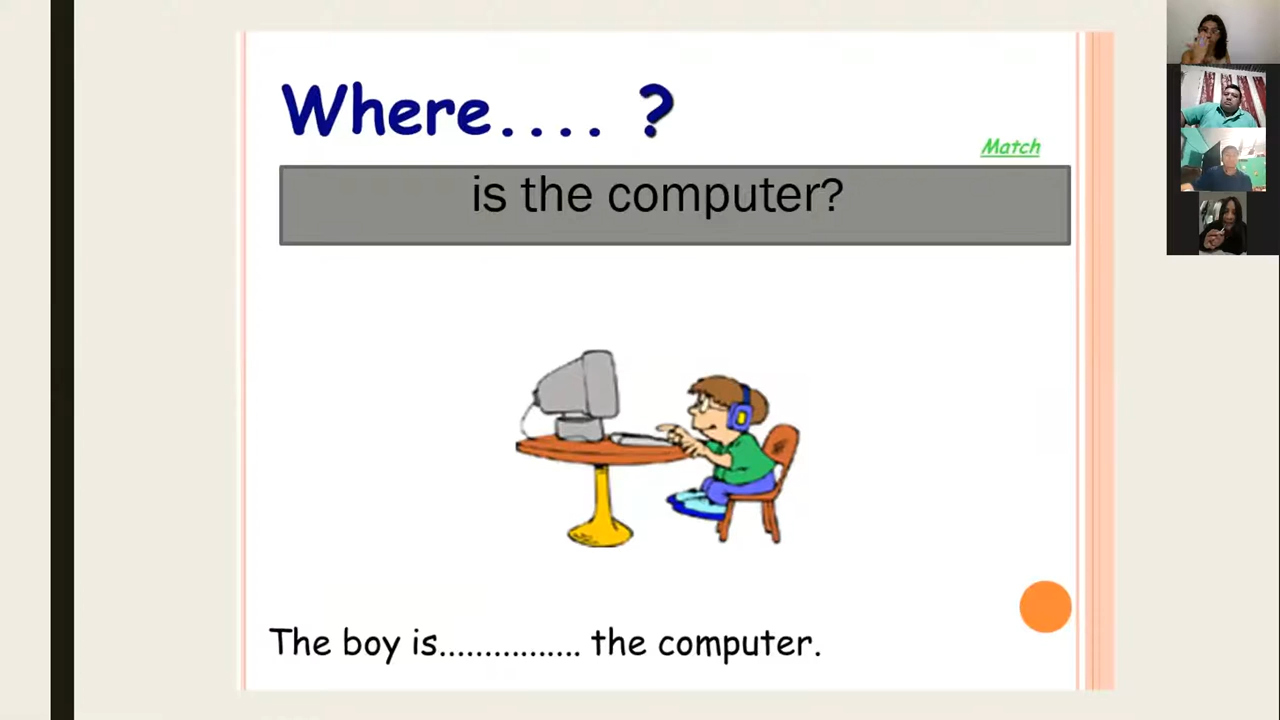 Where.... ?
Match
is the computer?
The boy is................ the computer.